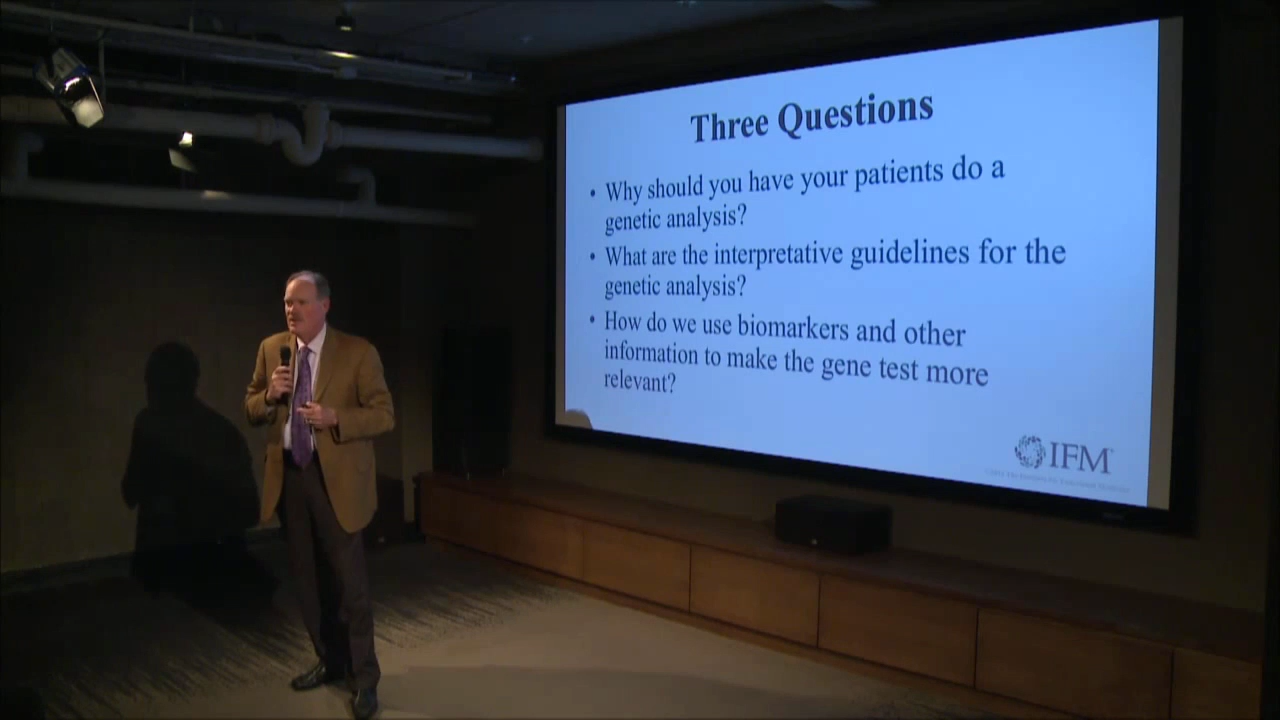 Three Questions
• Why should you have your patients do a
genetic analysis?
• What are the interpretative guidelines for the
genetic analysis?
• How do we use biomarkers and other
information to make the gene test more
relevant?
IFM